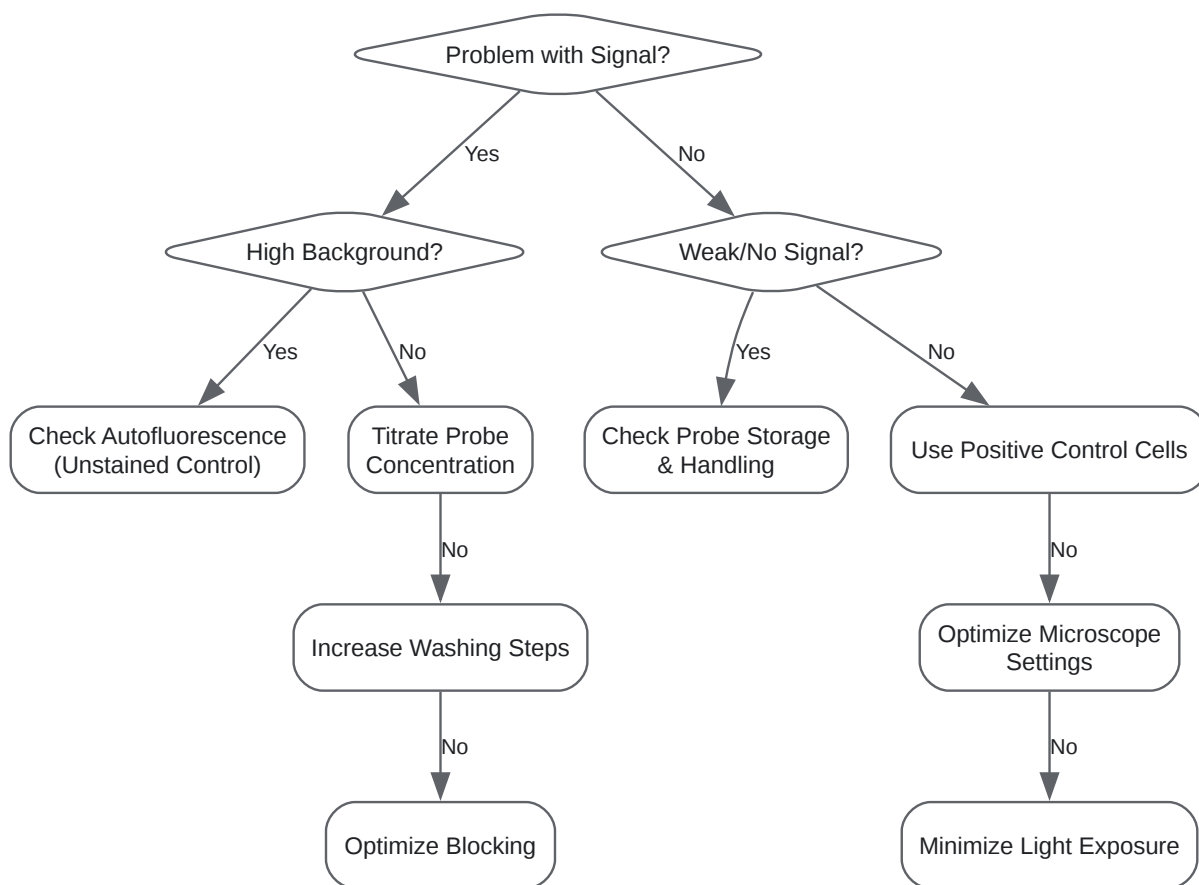 Problem with Signal?
Yes
No
High Background?
Weak/No Signal?
Yes
No
Yes
No
Check Autofluorescence
(Unstained Control)
Titrate Probe
Concentration
Check Probe Storage
& Handling
Use Positive Control Cells
No
No
Increase Washing Steps
Optimize Microscope
Settings
No
No
Optimize Blocking
Minimize Light Exposure